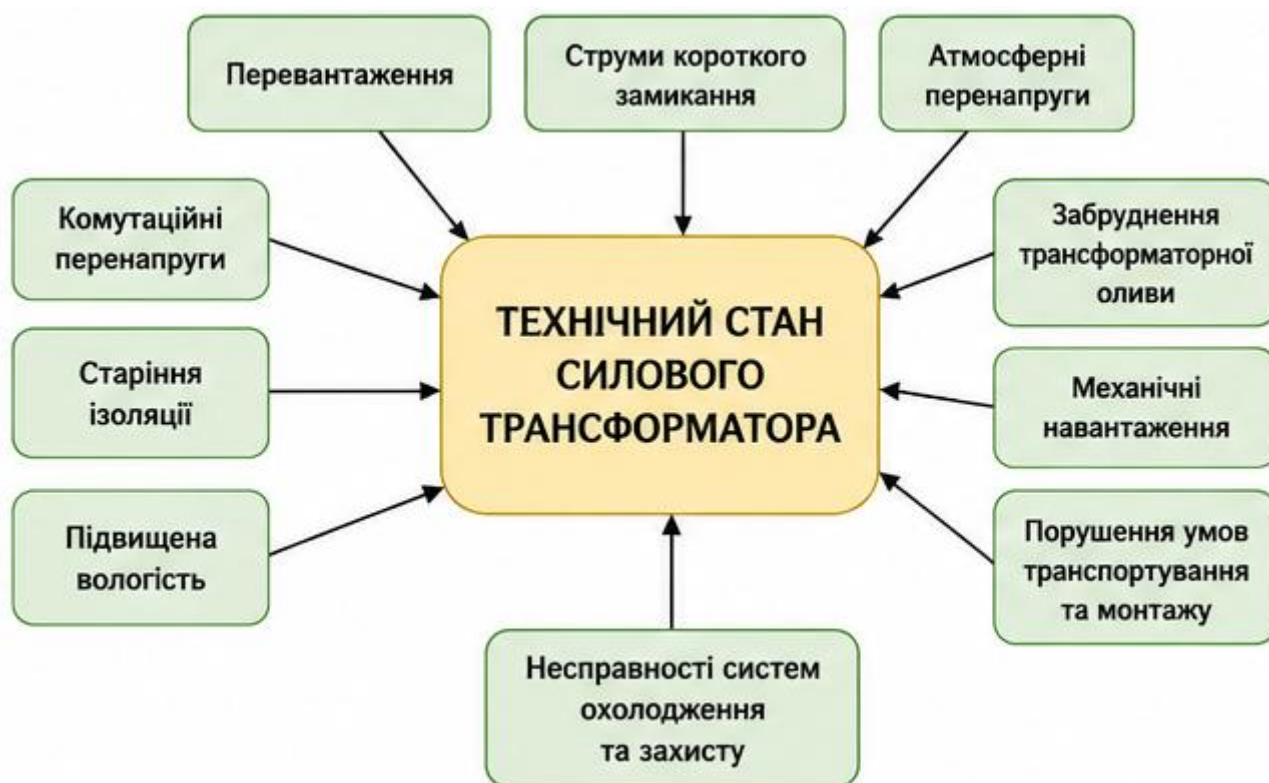 Перевантаження
Струми короткого
замикання
Атмосферні
перенапруги
Комутаційні
перенапруги
Забруднення
трансформаторної
оливи
ТЕХНІЧНИЙ СТАН
СИЛОВОГО
ТРАНСФОРМАТОРА
Старіння
ізоляції
Механічні
навантаження
Підвищена
вологість
Порушення умов
транспортування
та монтажу
Несправності систем
охолодження
та захисту